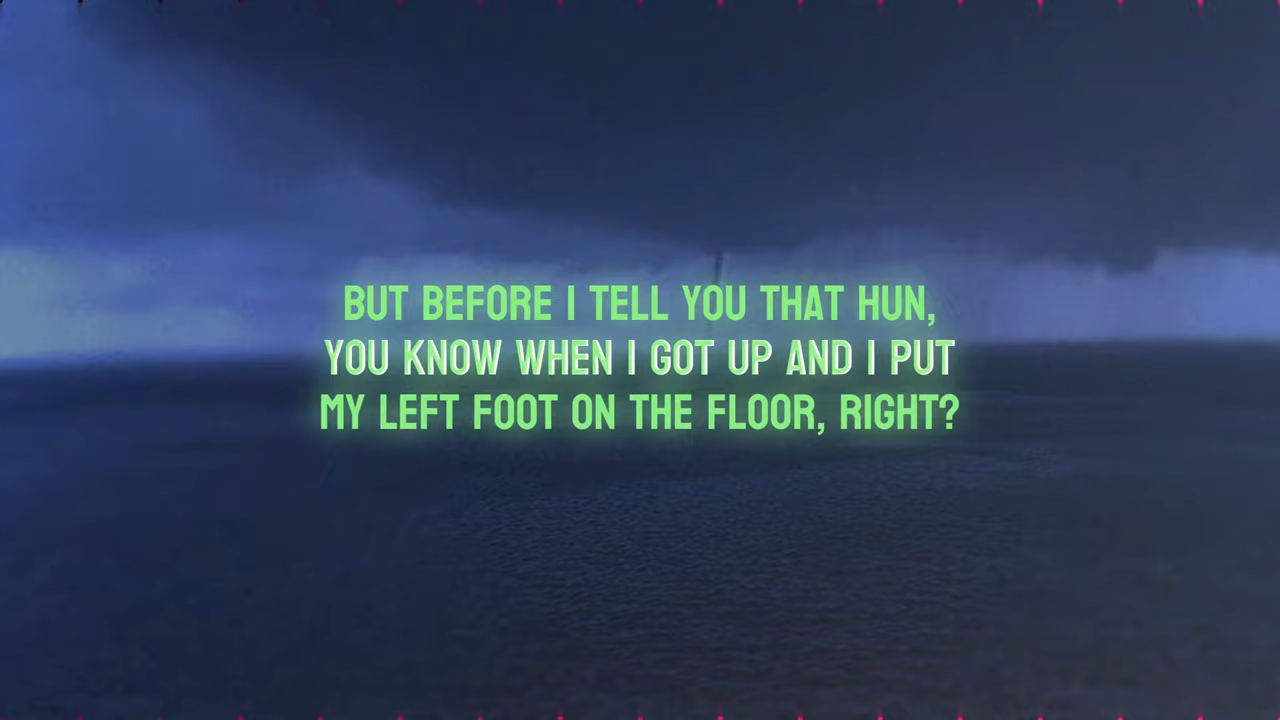 BUT BEFORE I TELL YOU THAT HUN,
YOU KNOW WHEN I GOT UP AND I PUT
MY LEFT FOOT ON THE FLOOR, RIGHT?